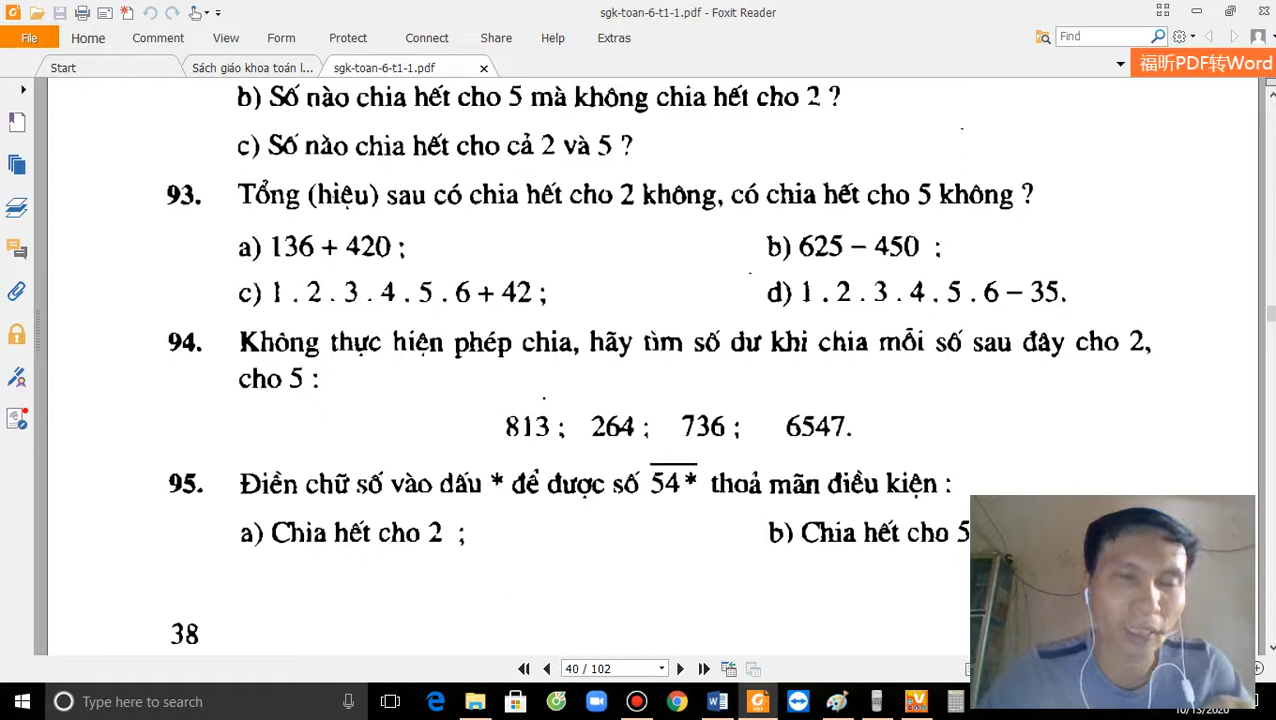 sgk-toan-6-t1-1.pdf - Foxit Reader
File Home Comment View Form Protect Connect Share Help Extras Find
福昕PDF转Word
Start Sách giáo khoa toán l... sgk-toan-6-t1-1.pdf
b) Số nào chia hết cho 5 mà không chia hết cho 2 ?
c) Số nào chia hết cho cả 2 và 5 ?
93. Tổng (hiệu) sau có chia hết cho 2 không, có chia hết cho 5 không ?
a) 136 + 420 ; b) 625 − 450 ;
c) 1 . 2 . 3 . 4 . 5 . 6 + 42 ; d) 1 . 2 . 3 . 4 . 5 . 6 − 35.
94. Không thực hiện phép chia, hãy tìm số dư khi chia mỗi số sau đây cho 2,
cho 5 :
813 ; 264 ; 736 ; 6547.
95. Điền chữ số vào dấu * để được số 54* thoả mãn điều kiện :
a) Chia hết cho 2 ; b) Chia hết cho 5
38
40 / 102
Type here to search
10/13/2020